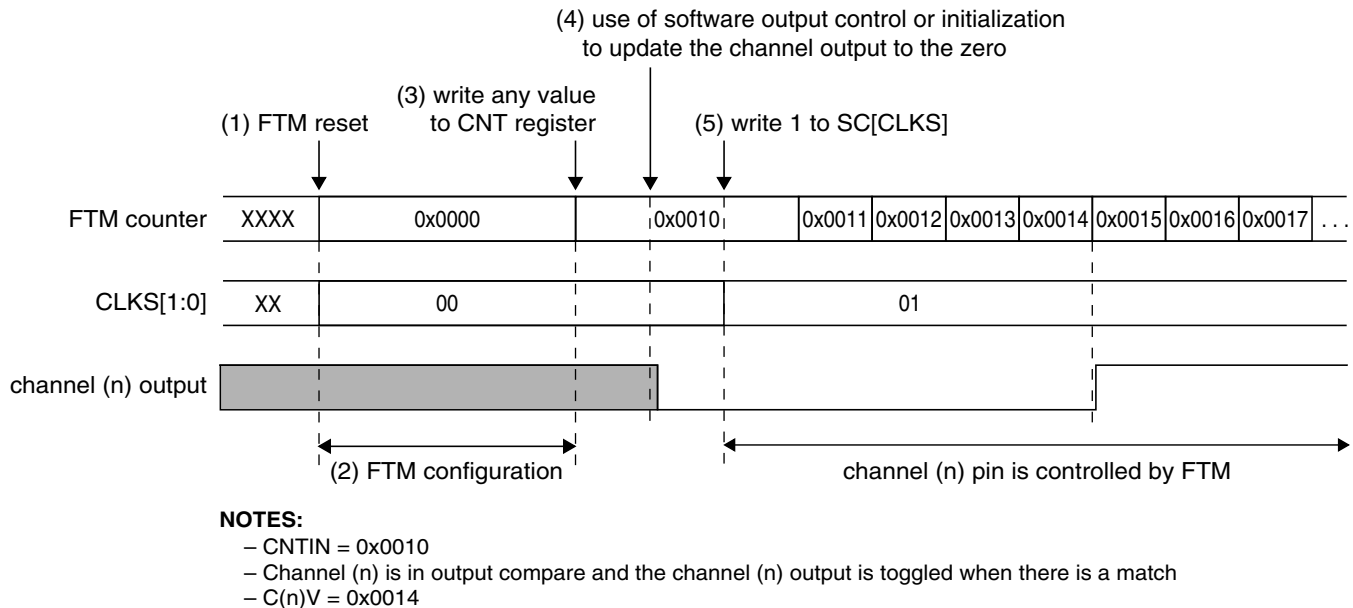 (4) use of software output control or initialization
to update the channel output to the zero
(3) write any value
to CNT register
(1) FTM reset
(5) write 1 to SC[CLKS]
FTM counter
XXXX
0x0000
0x0010
0x0011
0x0012
0x0013
0x0014
0x0015
0x0016
0x0017
. . .
CLKS[1:0]
XX
00
01
channel (n) output
(2) FTM configuration
channel (n) pin is controlled by FTM
NOTES:
– CNTIN = 0x0010
– Channel (n) is in output compare and the channel (n) output is toggled when there is a match
– C(n)V = 0x0014